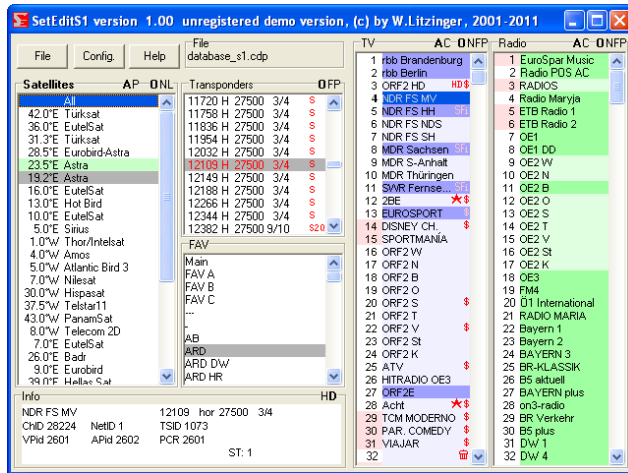 SetEditS1 version 1.00 unregistered demo version, (c) by W.Litzinger, 2001-2011
File
Config.
Help
File
database_s1.cdp
Satellites AP ONL
All
42.0°E Türksat
36.0°E EutelSat
31.3°E Türksat
28.5°E Eurobird-Astra
23.5°E Astra
19.2°E Astra
16.0°E EutelSat
13.0°E Hot Bird
10.0°E EutelSat
5.0°E Sirius
1.0°W Thor/Intelsat
4.0°W Amos
5.0°W Atlantic Bird 3
7.0°W Nilesat
30.0°W Hispasat
37.5°W Telstar11
43.0°W PanamSat
8.0°W Telecom 2D
7.0°E EutelSat
26.0°E Badr
9.0°E Eurobird
39.0°E Hellas Sat
Transponders OFP
11720 H 27500 3/4 S
11758 H 27500 3/4 S
11836 H 27500 3/4 S
11954 H 27500 3/4 S
12032 H 27500 3/4 S
12109 H 27500 3/4 S
12149 H 27500 3/4 S
12188 H 27500 3/4 S
12266 H 27500 3/4 S
12344 H 27500 3/4 S
12382 H 27500 9/10 S20
FAV
Main
FAV A
FAV B
FAV C
---
-
AB
ARD
ARD DW
ARD HR
TV AC ONFP
1 rbb Brandenburg
2 rbb Berlin
3 ORF2 HD HD$
4 NDR FS MV
5 NDR FS HH SFi
6 NDR FS NDS
7 NDR FS SH
8 MDR Sachsen SFi
9 MDR S-Anhalt
10 MDR Thüringen
11 SWR Fernse... SFi
12 2BE $
13 EUROSPORT $
14 DISNEY CH. $
15 SPORTMANÍA
16 ORF2 W
17 ORF2 N
18 ORF2 B
19 ORF2 O
20 ORF2 S $
21 ORF2 T
22 ORF2 V $
23 ORF2 St
24 ORF2 K
25 ATV $
26 HITRADIO OE3
27 ORF2E
28 Acht $
29 TCM MODERNO $
30 PAR. COMEDY $
31 VIAJAR $
32
Radio AC ONFP
1 EuroSpar Music
2 Radio POS AC
3 RADIOS
4 Radio Maryja
5 ETB Radio 1
6 ETB Radio 2
7 OE1
8 OE1 DD
9 OE2 W
10 OE2 N
11 OE2 B
12 OE2 O
13 OE2 S
14 OE2 T
15 OE2 V
16 OE2 St
17 OE2 K
18 OE3
19 FM4
20 Ö1 International
21 RADIO MARIA
22 Bayern 1
23 Bayern 2
24 BAYERN 3
25 BR-KLASSIK
26 B5 aktuell
27 BAYERN plus
28 on3-radio
29 BR Verkehr
30 B5 plus
31 DW 1
32 DW 4
Info HD
NDR FS MV 12109 hor 27500 3/4
ChID 28224 NetID 1 TSID 1073
VPid 2601 APid 2602 PCR 2601
ST: 1